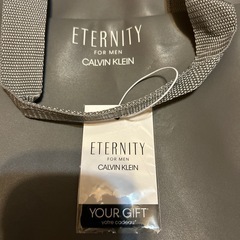 ETERNITY
FOR MEN
CALVIN KLEIN
ETERNITY
FOR MEN
CALVIN KLEIN
YOUR GIFT
votre cadeau*